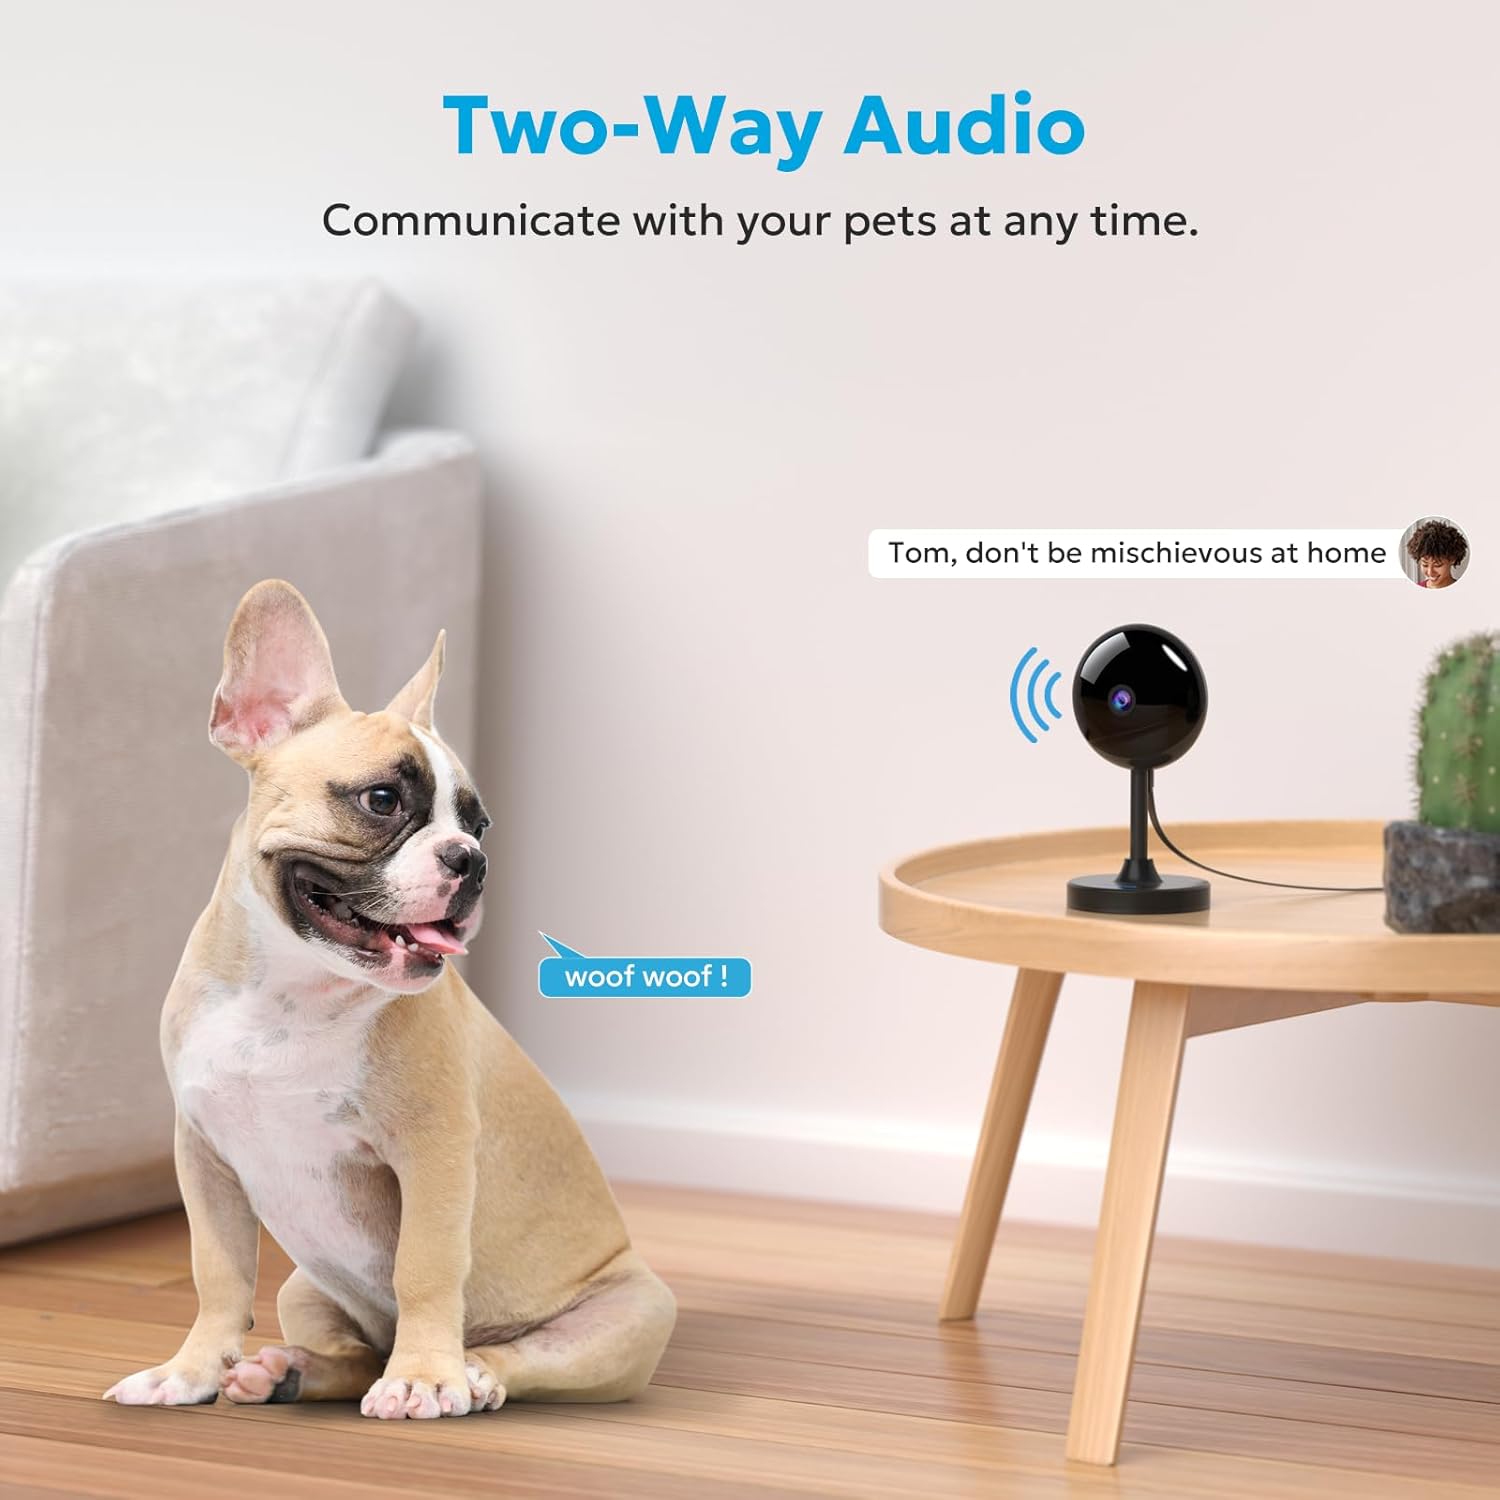 Two-Way Audio
Communicate with your pets at any time.
Tom, don't be mischievous at home
woof woof !